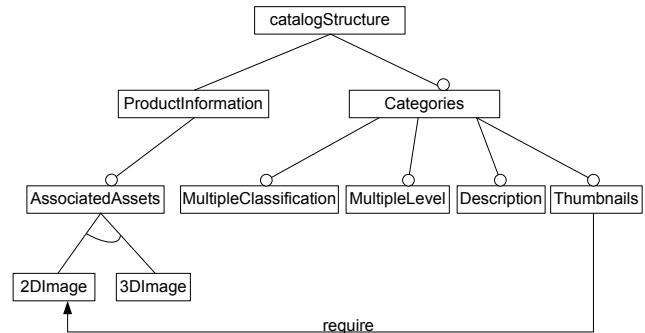 catalogStructure
ProductInformation
Categories
AssociatedAssets
MultipleClassification
MultipleLevel
Description
Thumbnails
2DImage
3DImage
require